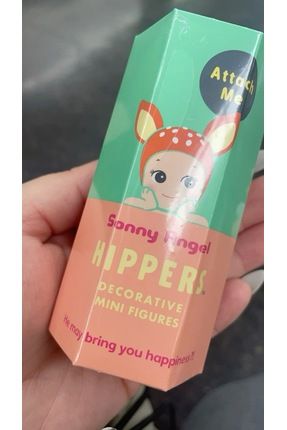 Attach
Me
Sonny Angel
HIPPERS
DECORATIVE
MINI FIGURES
He may bring you happiness!!